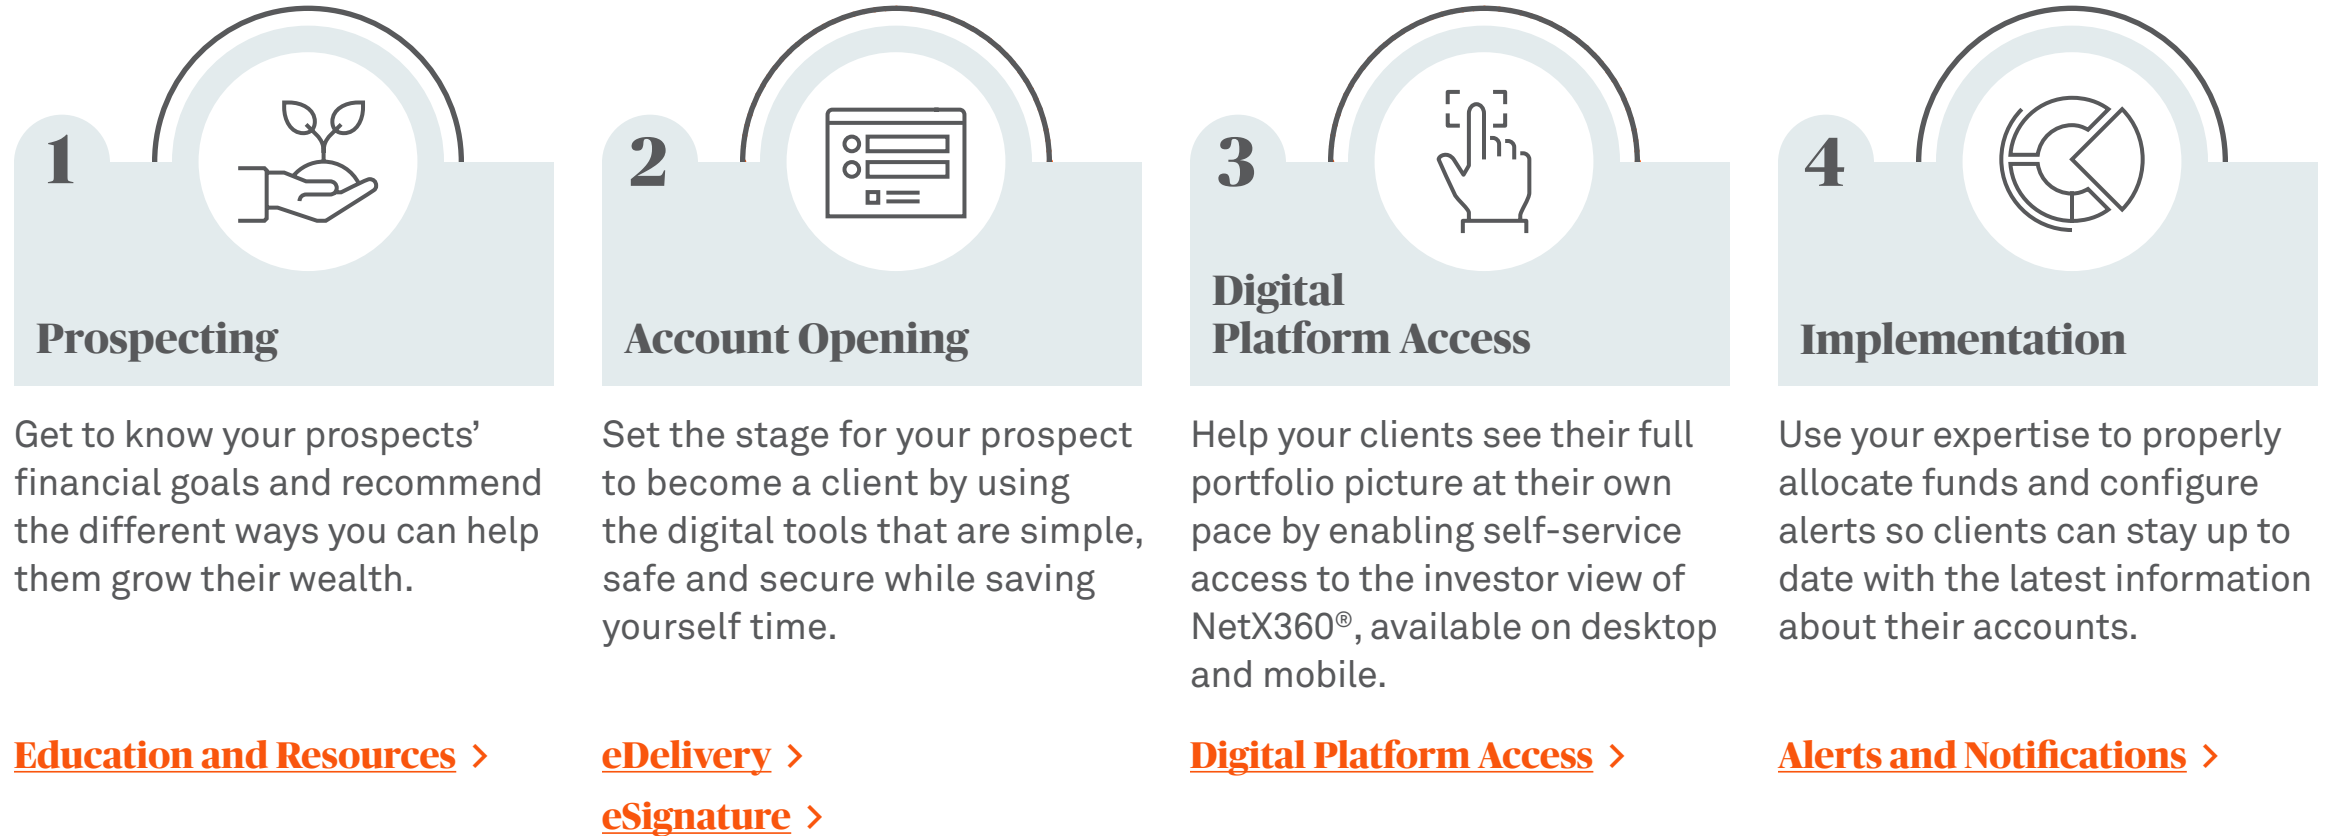 1
Prospecting
Get to know your prospects’
financial goals and recommend
the different ways you can help
them grow their wealth.
Education and Resources >
2
Account Opening
Set the stage for your prospect
to become a client by using
the digital tools that are simple,
safe and secure while saving
yourself time.
eDelivery >
eSignature >
3
Digital
Platform Access
Help your clients see their full
portfolio picture at their own
pace by enabling self-service
access to the investor view of
NetX360®, available on desktop
and mobile.
Digital Platform Access >
4
Implementation
Use your expertise to properly
allocate funds and configure
alerts so clients can stay up to
date with the latest information
about their accounts.
Alerts and Notifications >